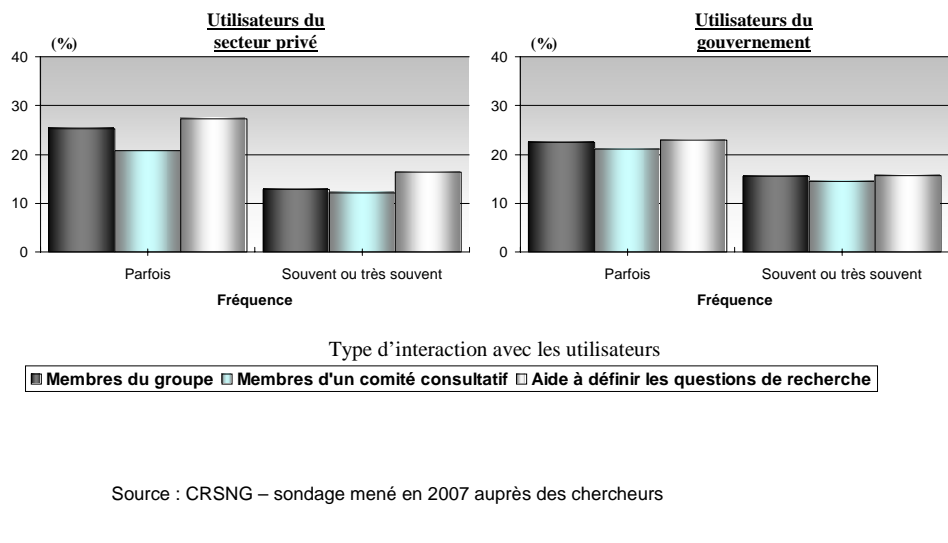 Utilisateurs du
secteur privé
(%)
40
30
20
10
0
Parfois
Souvent ou très souvent
Fréquence
Utilisateurs du
gouvernement
(%)
40
30
20
10
0
Parfois
Souvent ou très souvent
Fréquence
Type d’interaction avec les utilisateurs
Membres du groupe Membres d'un comité consultatif Aide à définir les questions de recherche
Source : CRSNG – sondage mené en 2007 auprès des chercheurs